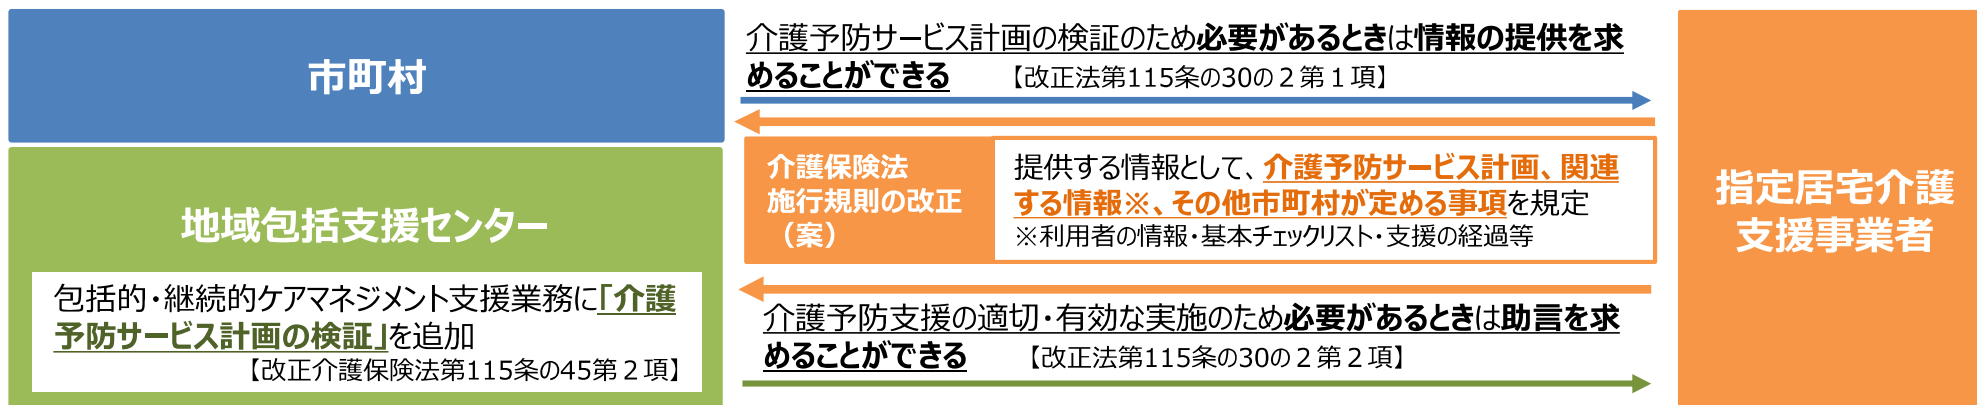 市町村
介護予防サービス計画の検証のため必要があるときは情報の提供を求
めることができる 【改正法第115条の30の２第１項】
介護保険法
施行規則の改正
（案）
提供する情報として、介護予防サービス計画、関連
する情報※、その他市町村が定める事項を規定
※利用者の情報・基本チェックリスト・支援の経過等
指定居宅介護
支援事業者
地域包括支援センター
包括的・継続的ケアマネジメント支援業務に「介護
予防サービス計画の検証」を追加
【改正介護保険法第115条の45第２項】
介護予防支援の適切・有効な実施のため必要があるときは助言を求
めることができる 【改正法第115条の30の２第２項】